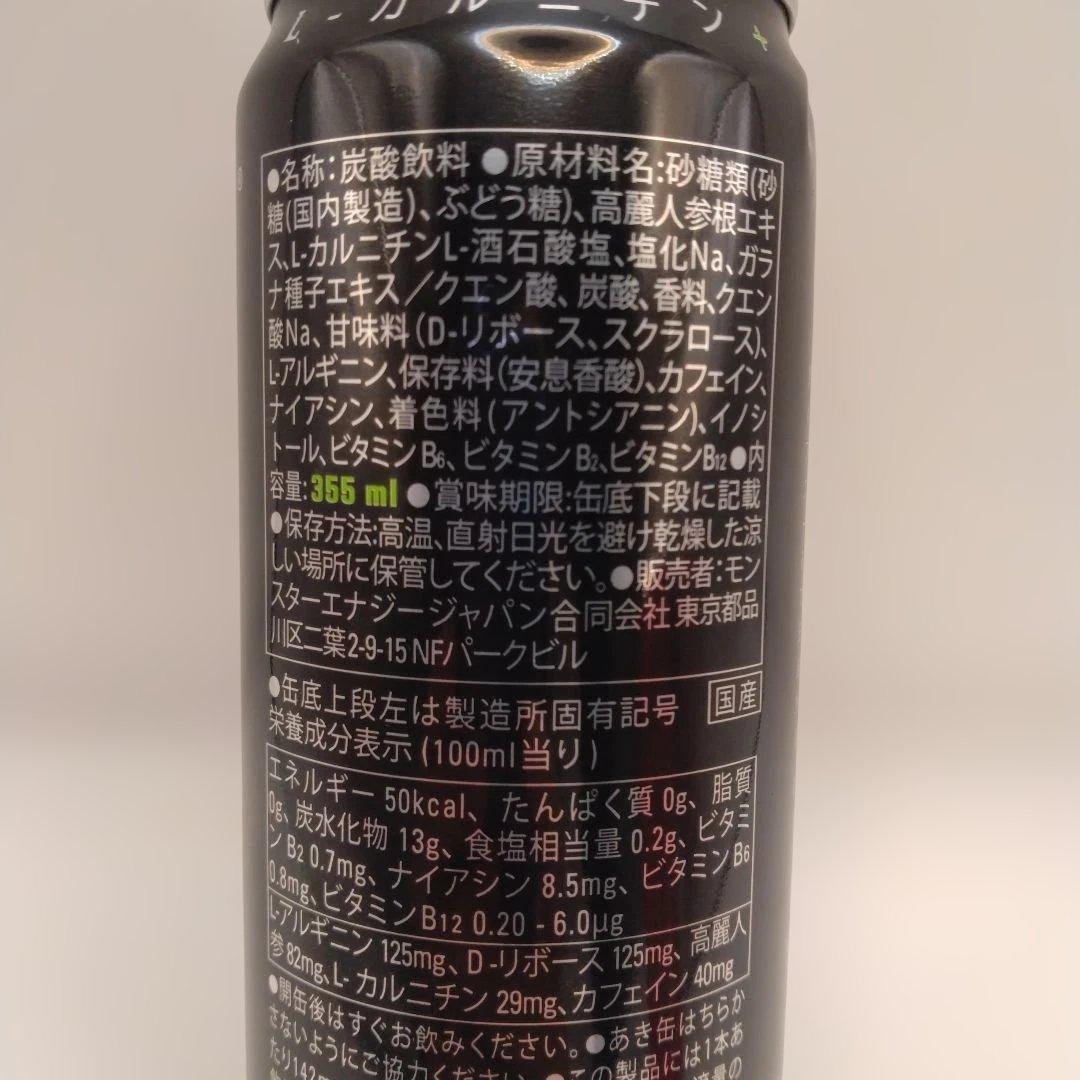 L-カルニチン+
●名称:炭酸飲料 ●原材料名:砂糖類(砂
糖(国内製造)、ぶどう糖)、高麗人参根エキ
ス、L-カルニチンL-酒石酸塩、塩化Na、ガラ
ナ種子エキス／クエン酸、炭酸、香料、クエン
酸Na、甘味料(D-リボース、スクラロース)、
L-アルギニン、保存料(安息香酸)、カフェイン、
ナイアシン、着色料(アントシアニン)、イノシ
トール、ビタミンB6、ビタミンB2、ビタミンB12●内
容量:355 ml ●賞味期限:缶底下段に記載
●保存方法:高温、直射日光を避け乾燥した涼
しい場所に保管してください。●販売者:モン
スターエナジージャパン合同会社 東京都品
川区二葉2-9-15 NFパークビル
●缶底上段左は製造所固有記号 国産
栄養成分表示 (100ml当り)
エネルギー 50kcal、たんぱく質 0g、脂質
0g、炭水化物 13g、食塩相当量 0.2g、ビタミ
ンB2 0.7mg、ナイアシン 8.5mg、ビタミンB6
0.8mg、ビタミンB12 0.20 - 6.0μg
L-アルギニン 125mg、D-リボース 125mg、高麗人
参 82mg、L-カルニチン 29mg、カフェイン 40mg
●開缶後はすぐお飲みください。●あき缶はちらか
さないようにご協力ください。●この製品には1本あ
たり142